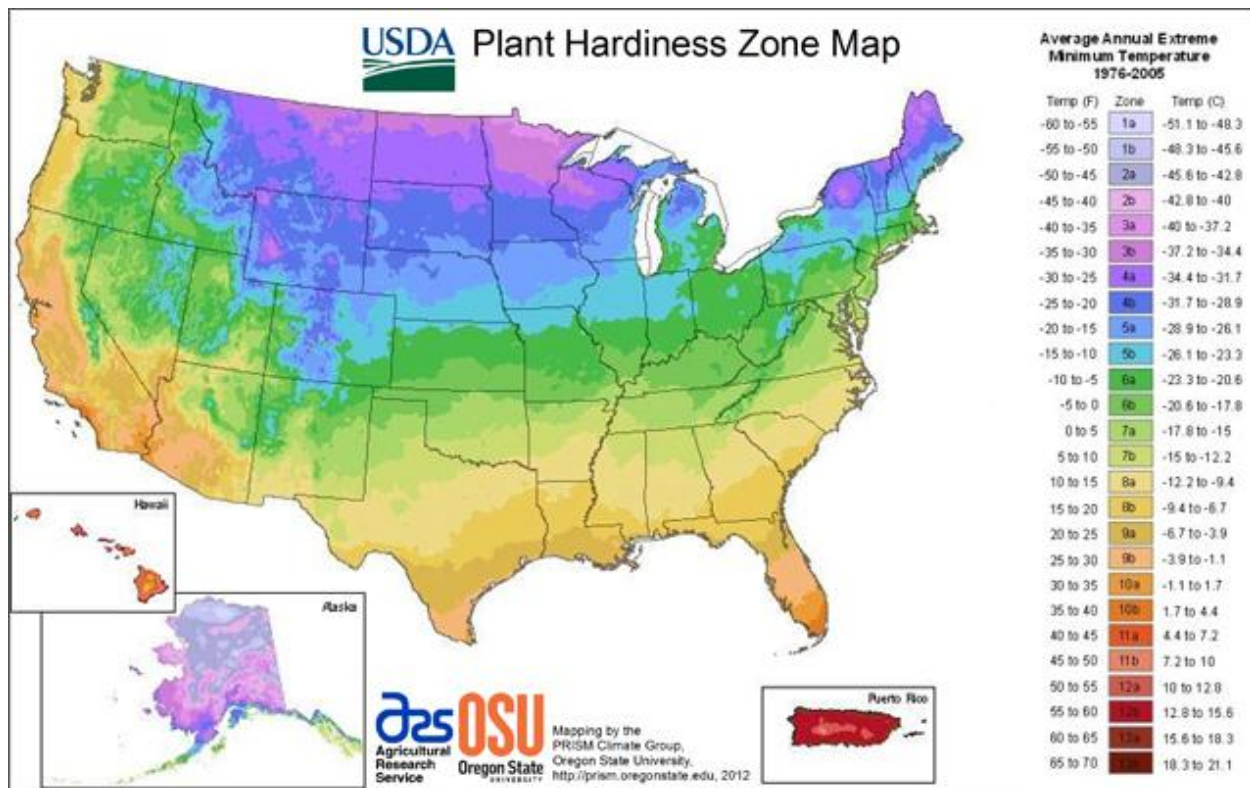 USDA Plant Hardiness Zone Map
Average Annual Extreme
Minimum Temperature
1976-2005
Temp (F) Zone Temp (C)
-60 to -55 1a -51.1 to -48.3
-55 to -50 1b -48.3 to -45.6
-50 to -45 2a -45.6 to -42.8
-45 to -40 2b -42.8 to -40
-40 to -35 3a -40 to -37.2
-35 to -30 3b -37.2 to -34.4
-30 to -25 4a -34.4 to -31.7
-25 to -20 4b -31.7 to -28.9
-20 to -15 5a -28.9 to -26.1
-15 to -10 5b -26.1 to -23.3
-10 to -5 6a -23.3 to -20.6
-5 to 0 6b -20.6 to -17.8
0 to 5 7a -17.8 to -15
5 to 10 7b -15 to -12.2
10 to 15 8a -12.2 to -9.4
15 to 20 8b -9.4 to -6.7
20 to 25 9a -6.7 to -3.9
25 to 30 9b -3.9 to -1.1
30 to 35 10a -1.1 to 1.7
35 to 40 10b 1.7 to 4.4
40 to 45 11a 4.4 to 7.2
45 to 50 11b 7.2 to 10
50 to 55 12a 10 to 12.8
55 to 60 12b 12.8 to 15.6
60 to 65 13a 15.6 to 18.3
65 to 70 18.3 to 21.1
Hawaii
Alaska
ars
Agricultural
Research
Service
OSU
Oregon State
UNIVERSITY
Mapping by the
PRISM Climate Group,
Oregon State University,
http://prism.oregonstate.edu, 2012
Puerto Rico